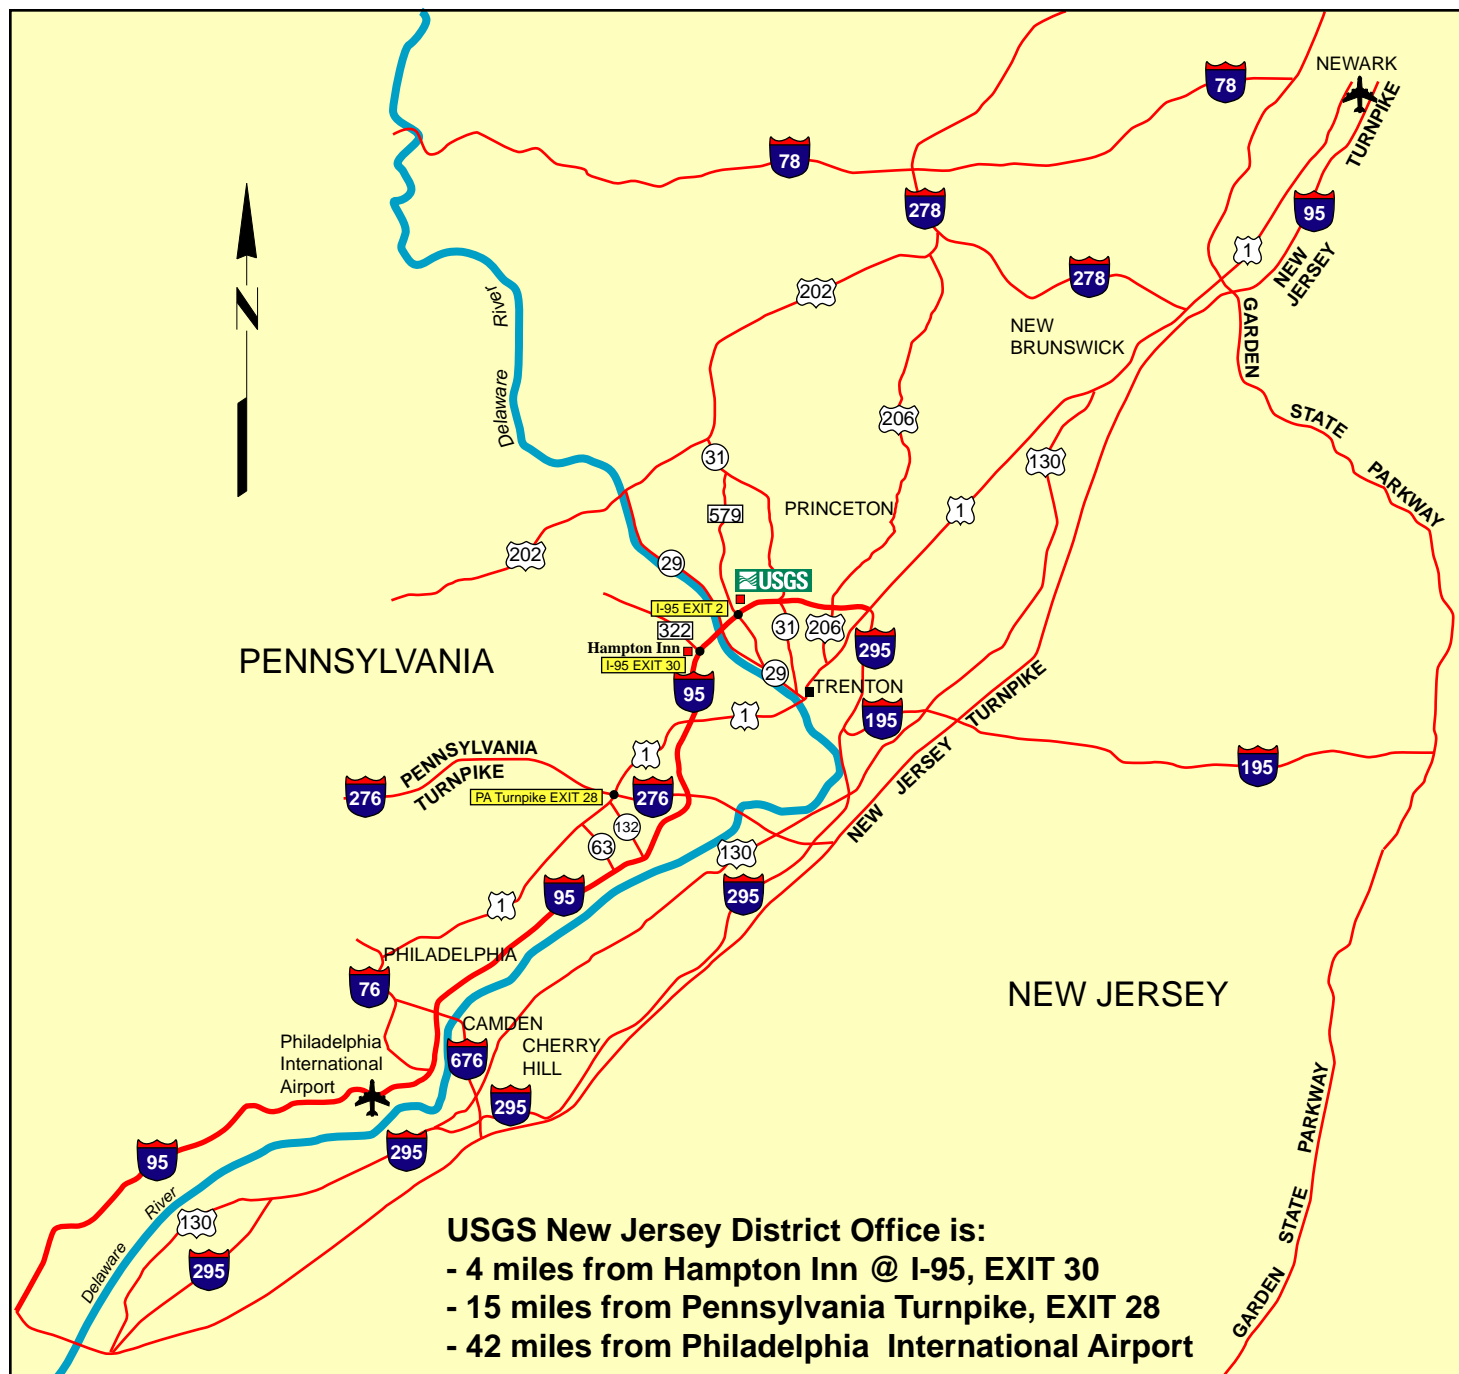 NEWARK
78
TURNPIKE
78
278
95
1
NEW
JERSEY
278
202
River
GARDEN
NEW
BRUNSWICK
Delaware
STATE
206
31
130
PARKWAY
579
PRINCETON
1
202
29
USGS
I-95 EXIT 2
322
31
206
Hampton Inn
295
I-95 EXIT 30
PENNSYLVANIA
29
TRENTON
95
1
195
TURNPIKE
N
PENNSYLVANIA
TURNPIKE
1
JERSEY
195
276
PA Turnpike EXIT 28
276
NEW
132
63
130
95
295
1
PHILADELPHIA
76
NEW JERSEY
CAMDEN
Philadelphia
International
Airport
676
CHERRY
HILL
295
PARKWAY
295
95
River
130
STATE
Delaware
295
GARDEN
USGS New Jersey District Office is:
- 4 miles from Hampton Inn @ I-95, EXIT 30
- 15 miles from Pennsylvania Turnpike, EXIT 28
- 42 miles from Philadelphia International Airport